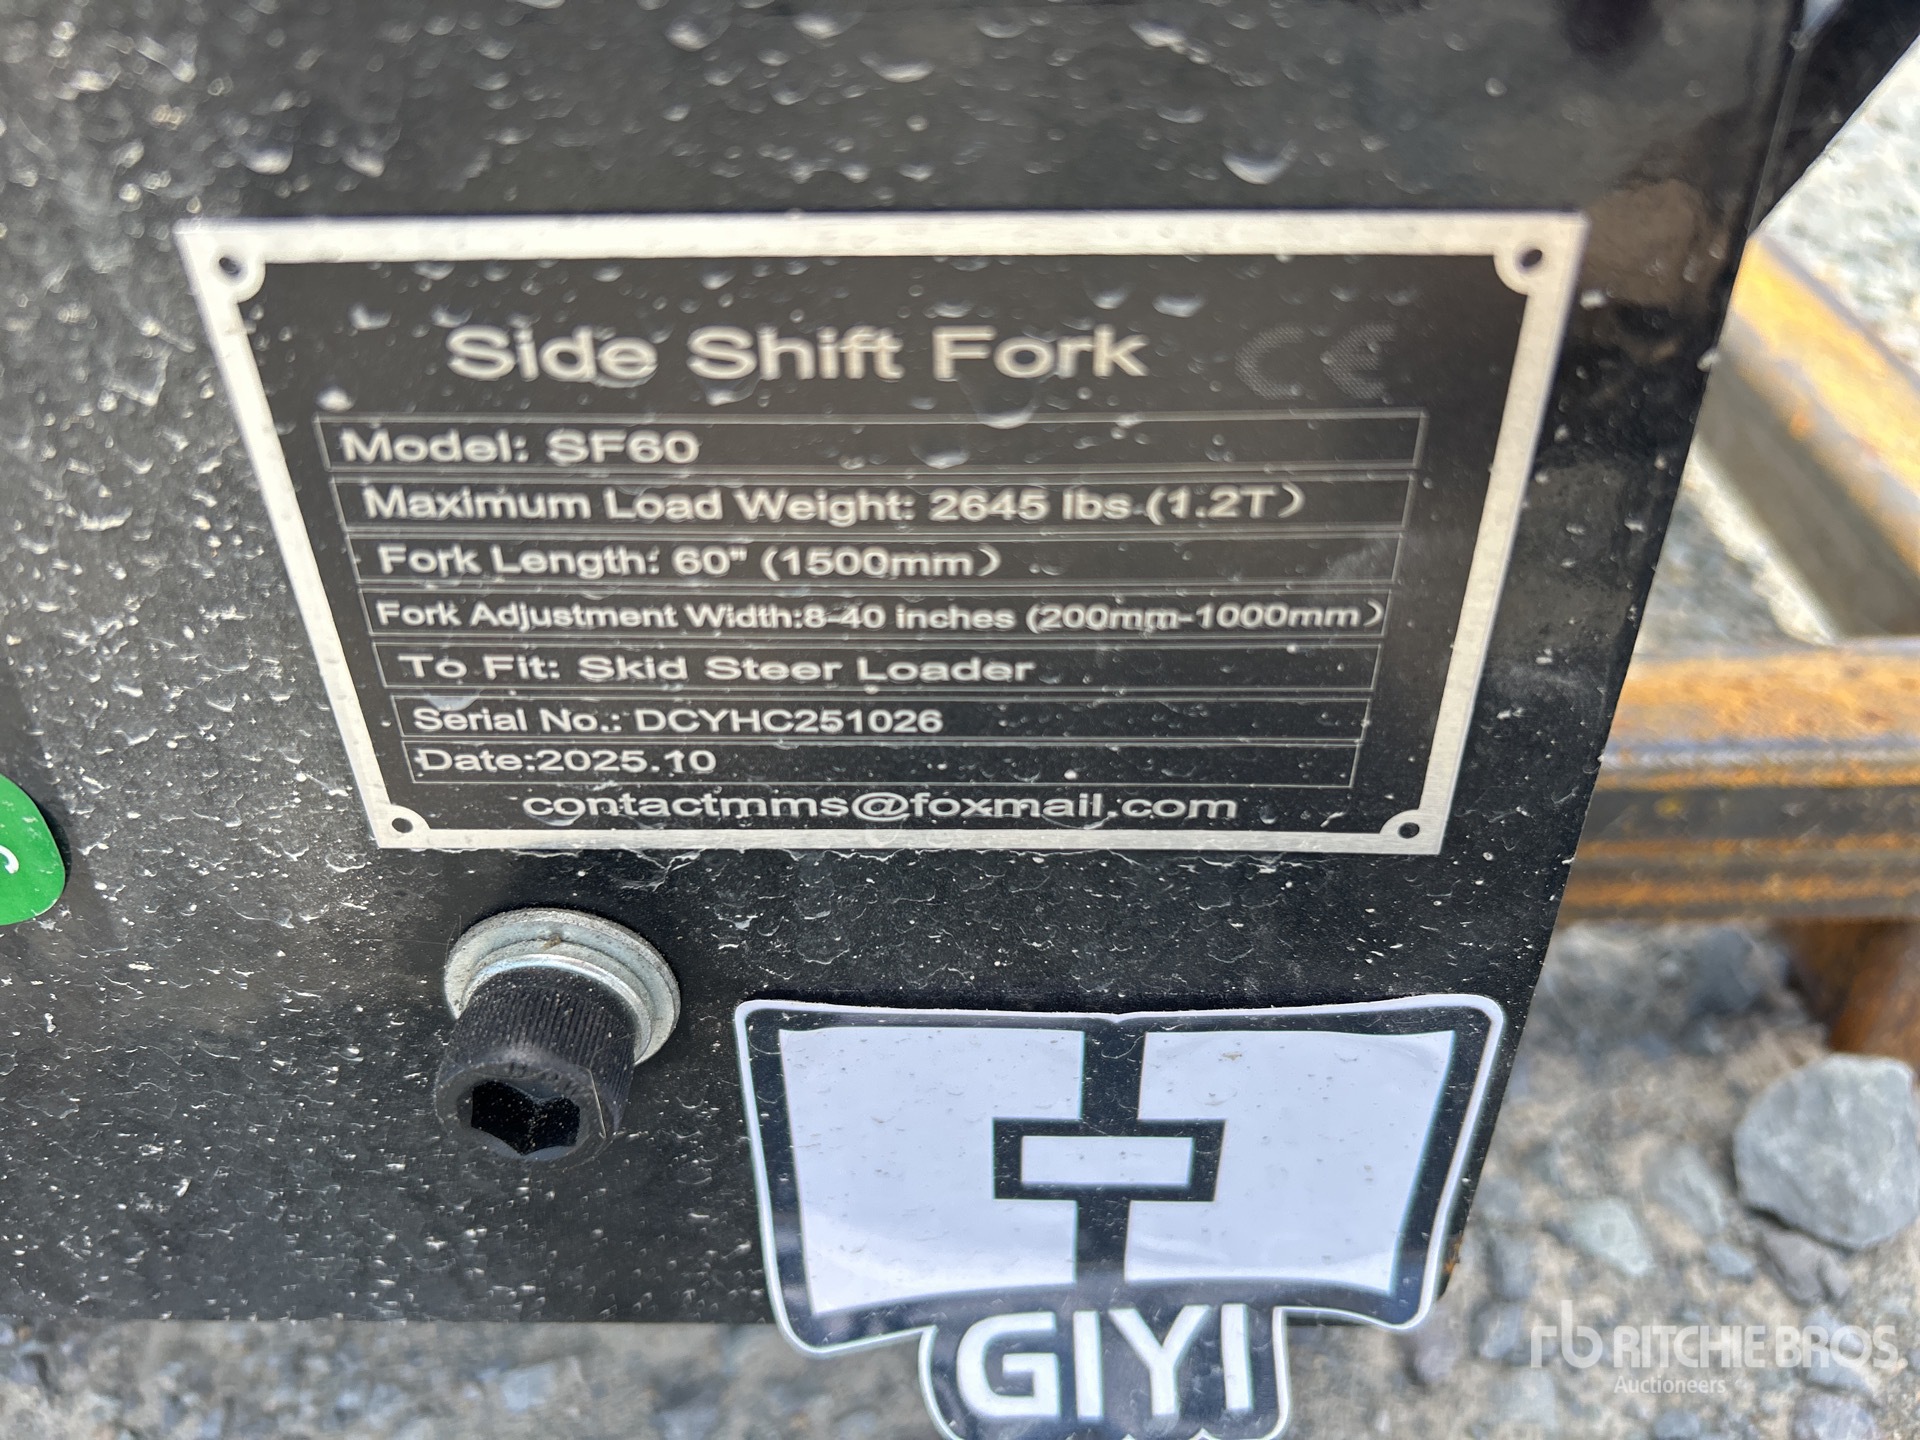 Side Shift Fork CE
Model: SF60
Maximum Load Weight: 2645 lbs (1.2T)
Fork Length: 60" (1500mm)
Fork Adjustment Width:8-40 inches (200mm-1000mm)
To Fit: Skid Steer Loader
Serial No.: DCYHC251026
Date:2025.10
contactmms@foxmail.com
GIYI
rb RITCHIE BROS.
Auctioneers